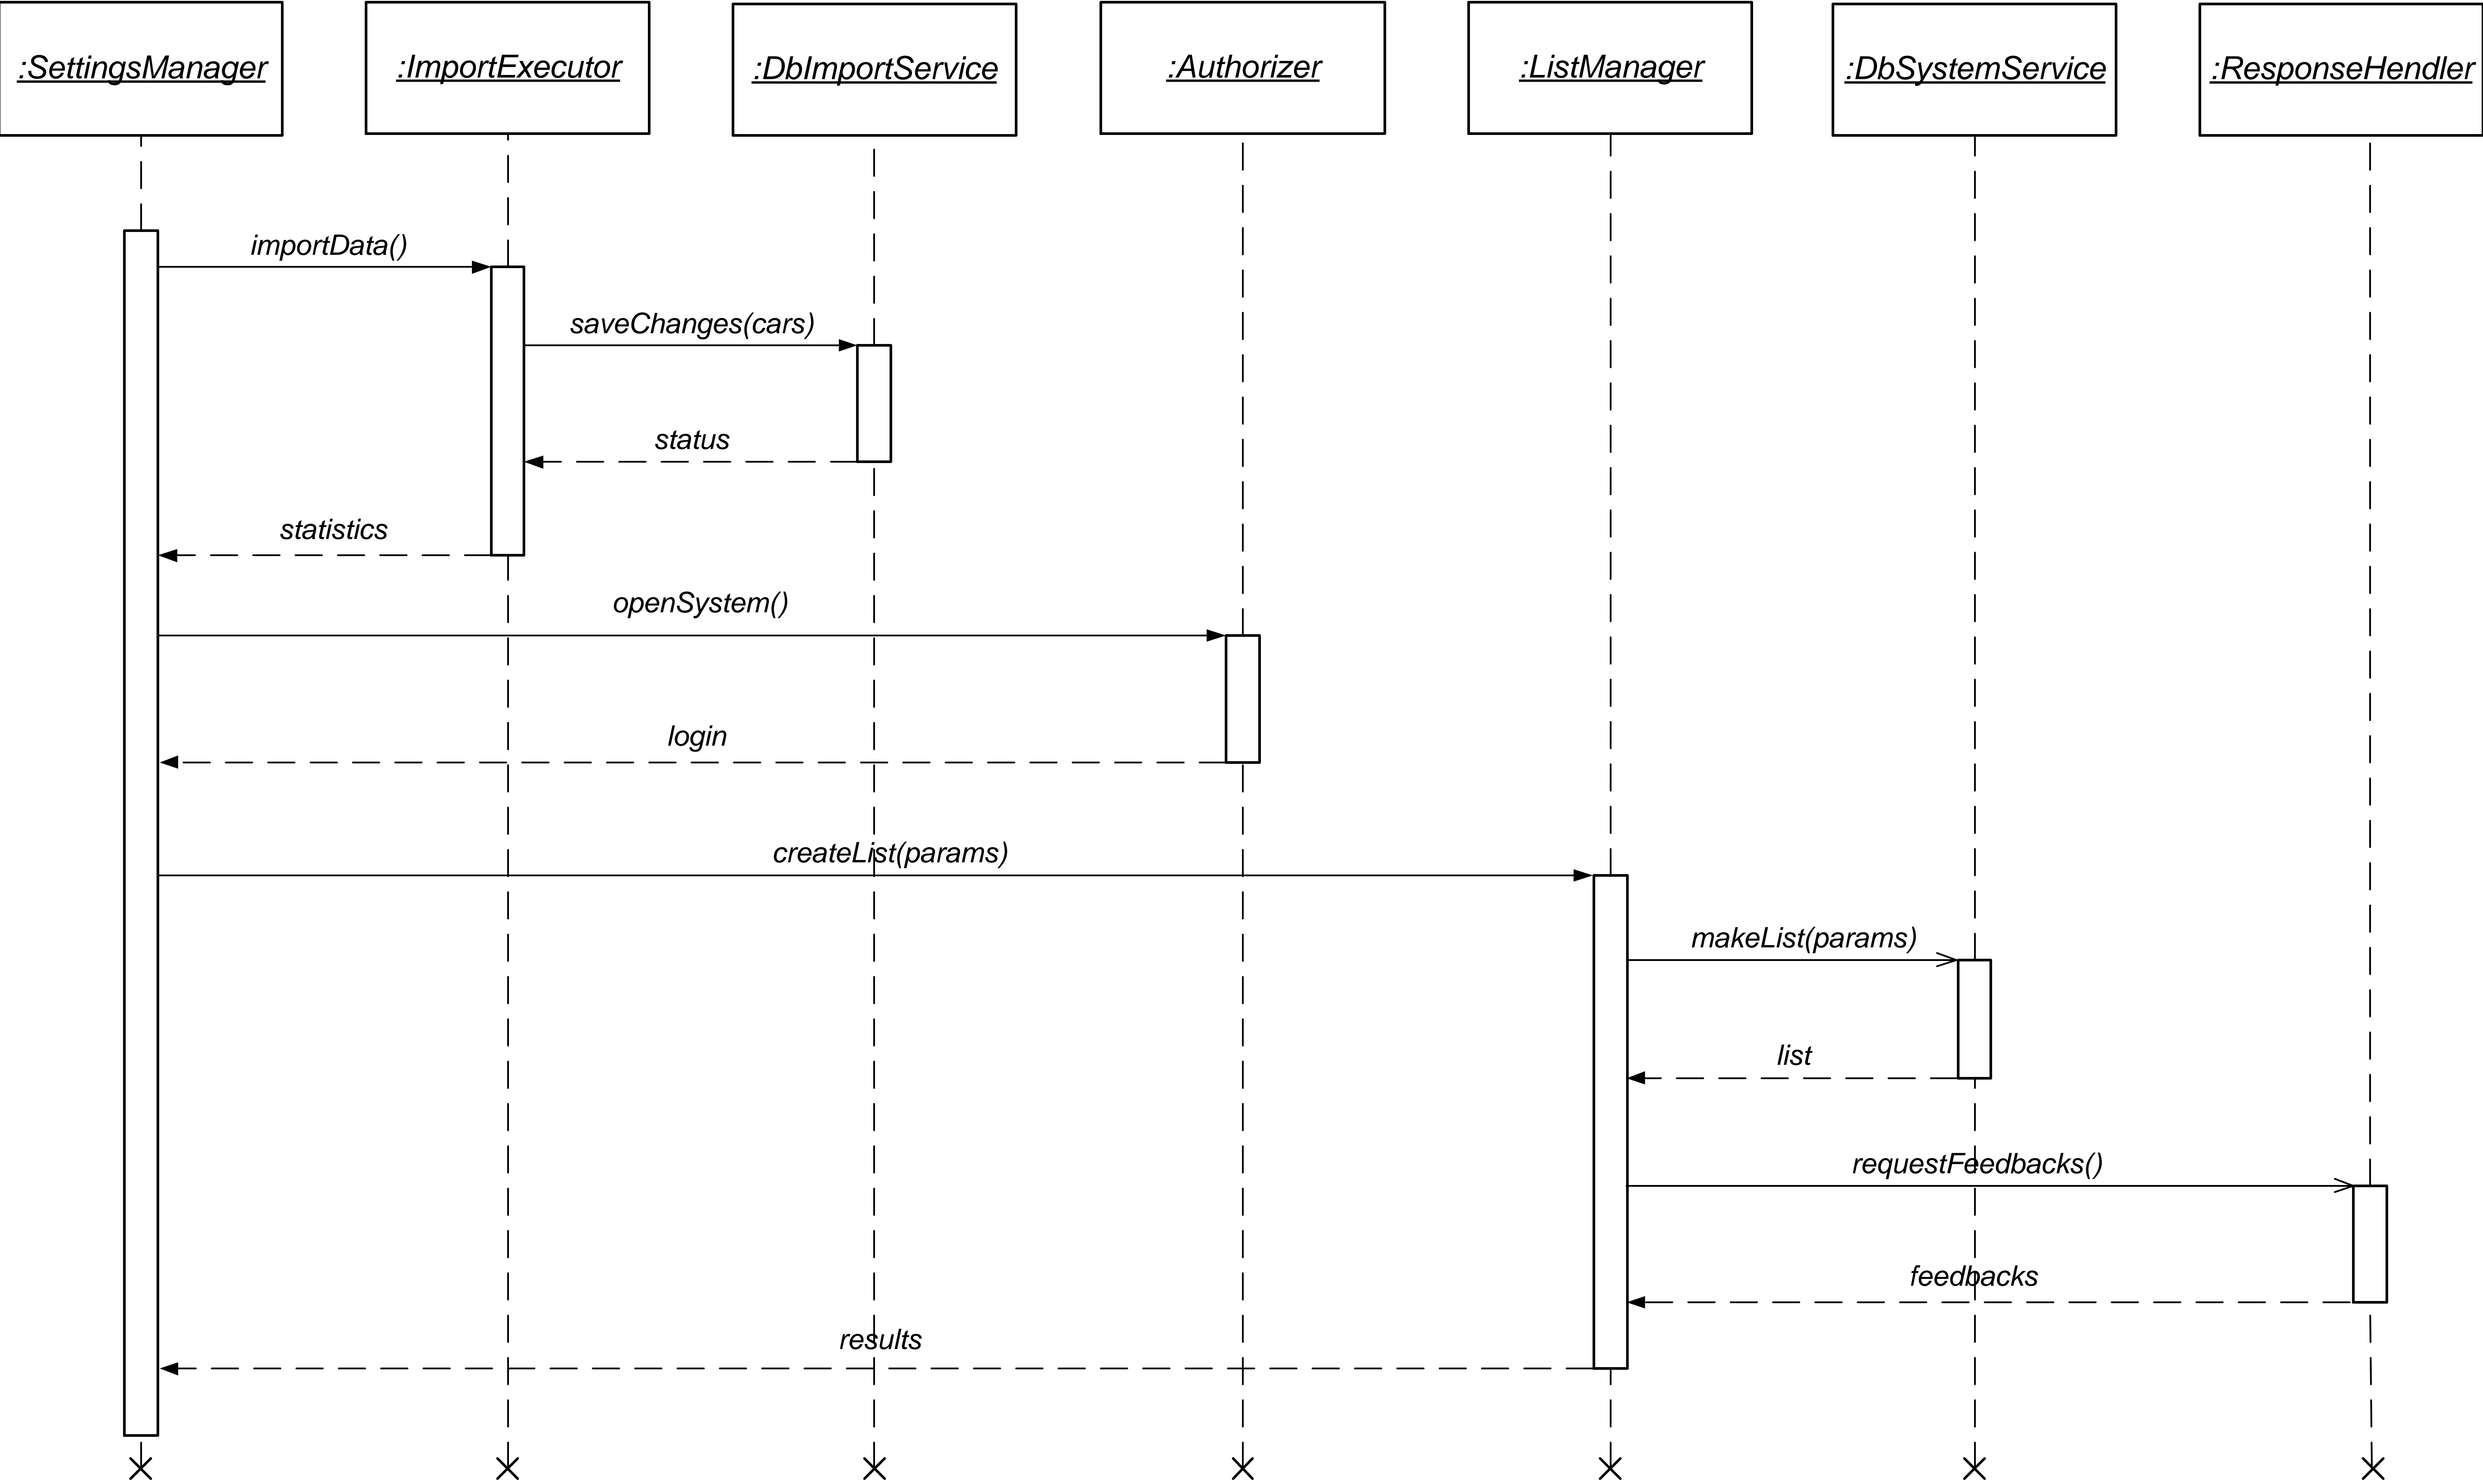 :SettingsManager
:ImportExecutor
:DbImportService
:Authorizer
:ListManager
:DbSystemService
:ResponseHendler
importData()
saveChanges(cars)
status
statistics
openSystem()
login
createList(params)
makeList(params)
list
requestFeedbacks()
feedbacks
results